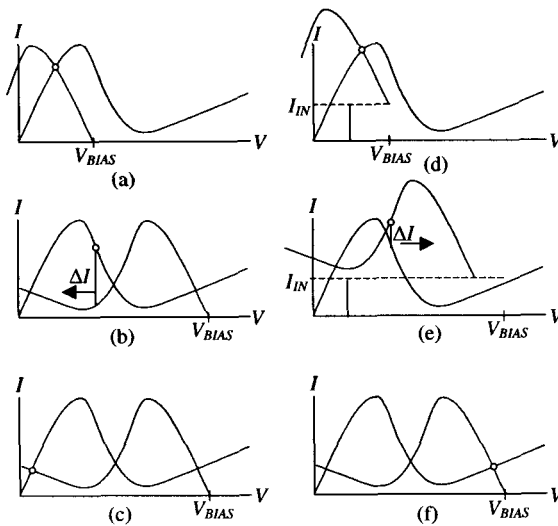 I
V
V_BIAS
(a)
I
I_IN
V_BIAS
V
(d)
I
ΔI
V_BIAS
V
(b)
I
I_IN
ΔI
V_BIAS
V
(e)
I
V_BIAS
V
(c)
I
V_BIAS
V
(f)